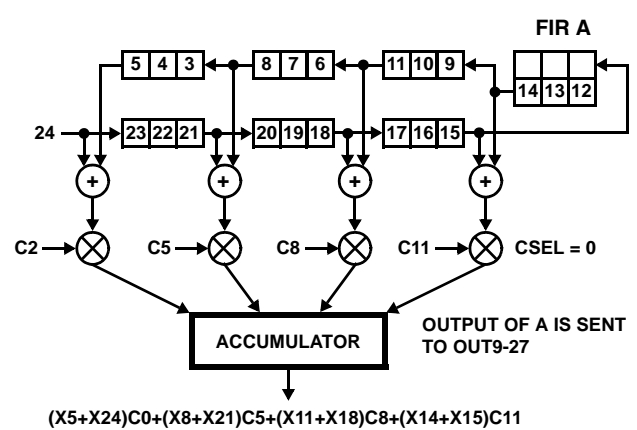 FIR A
5 4 3
8 7 6
11 10 9
14 13 12
24
23 22 21
20 19 18
17 16 15
+ + + +
C2 C5 C8 C11 CSEL = 0
ACCUMULATOR
OUTPUT OF A IS SENT
TO OUT9-27
(X5+X24)C0+(X8+X21)C5+(X11+X18)C8+(X14+X15)C11